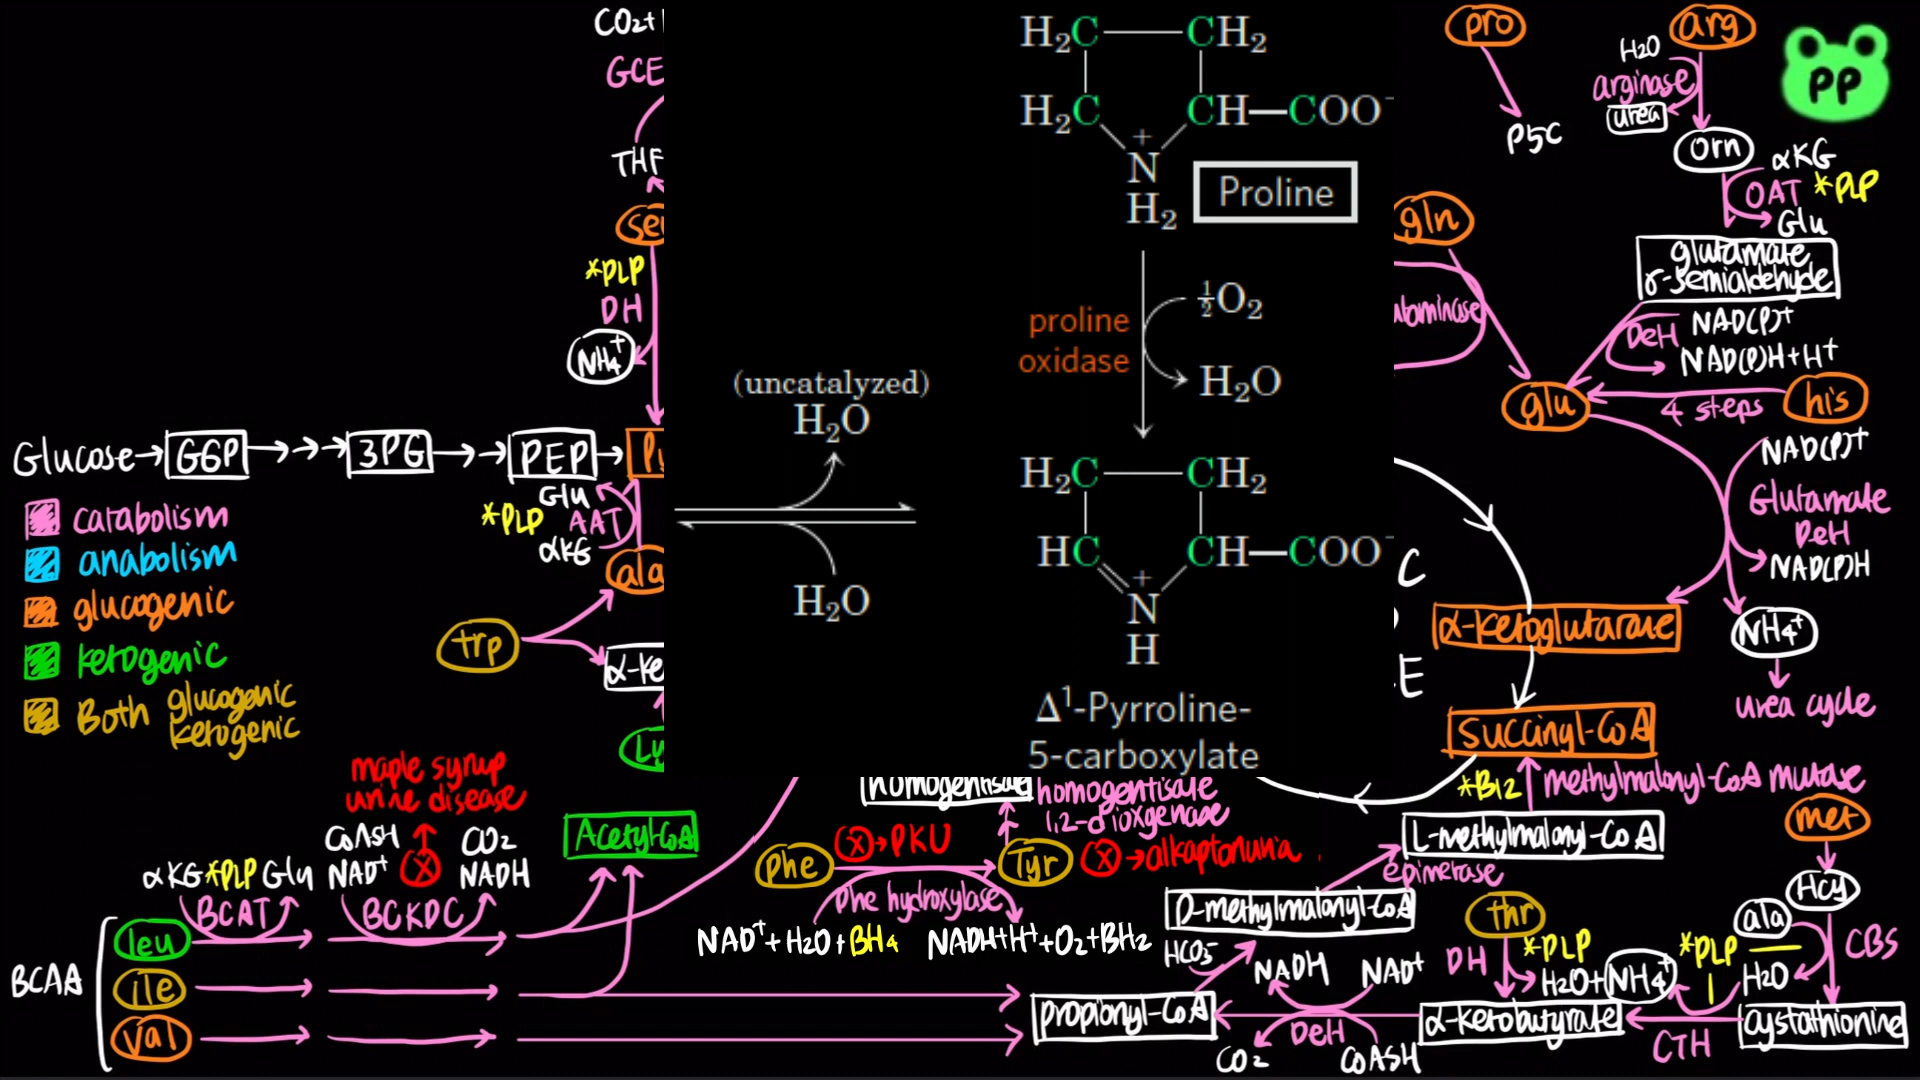 CO₂+
GCE
THF
se
*PLP
DH
NH₄⁺
Glucose→G6P→→→3PG→→PEP→
Glu
*PLP AAT
αKG
ala
trp
α-ke
Ly
catabolism
anabolism
glucogenic
ketogenic
Both glucogenic
ketogenic
H₂C CH₂
H₂C CH—COO⁻
+
N
H₂
Proline
½O₂
proline
oxidase
H₂O
(uncatalyzed)
H₂O
H₂O
H₂C CH₂
HC CH—COO⁻
+
N
H
Δ¹-Pyrroline-
5-carboxylate
pro
P5C
arg
H₂O
arginase
urea
PP
Orn
αKG
OAT *PLP
Glu
gln
glutamate
γ-semialdehyde
DeH NAD(P)⁺
NAD(P)H+H⁺
glu
4 steps
his
NAD(P)⁺
Glutamate
DeH
NAD(P)H
C
E
α-ketoglutarate
NH₄⁺
urea cycle
Succinyl-CoA
*B12 methylmalonyl-CoA mutase
L-methylmalonyl-CoA
epimerase
D-methylmalonyl-CoA
HCO₃⁻
met
Hcy
ala
CBS
*PLP
H₂O
cystathionine
CTH
thr
DH *PLP
H₂O+NH₄⁺
α-ketobutyrate
NADH NAD⁺
DeH
CO₂ CoASH
propionyl-CoA
maple syrup
urine disease
CoASH CO₂
αKG *PLP Glu NAD⁺ X NADH
BCAT BCKDC
BCAA
leu
ile
val
Acetyl-CoA
homogentisate
homogentisate
1,2-dioxgenase
phe X→PKU Tyr X→alkaptonuria
Phe hydroxylase
NAD⁺+H₂O+BH₄ NADH+H⁺+O₂+BH₂